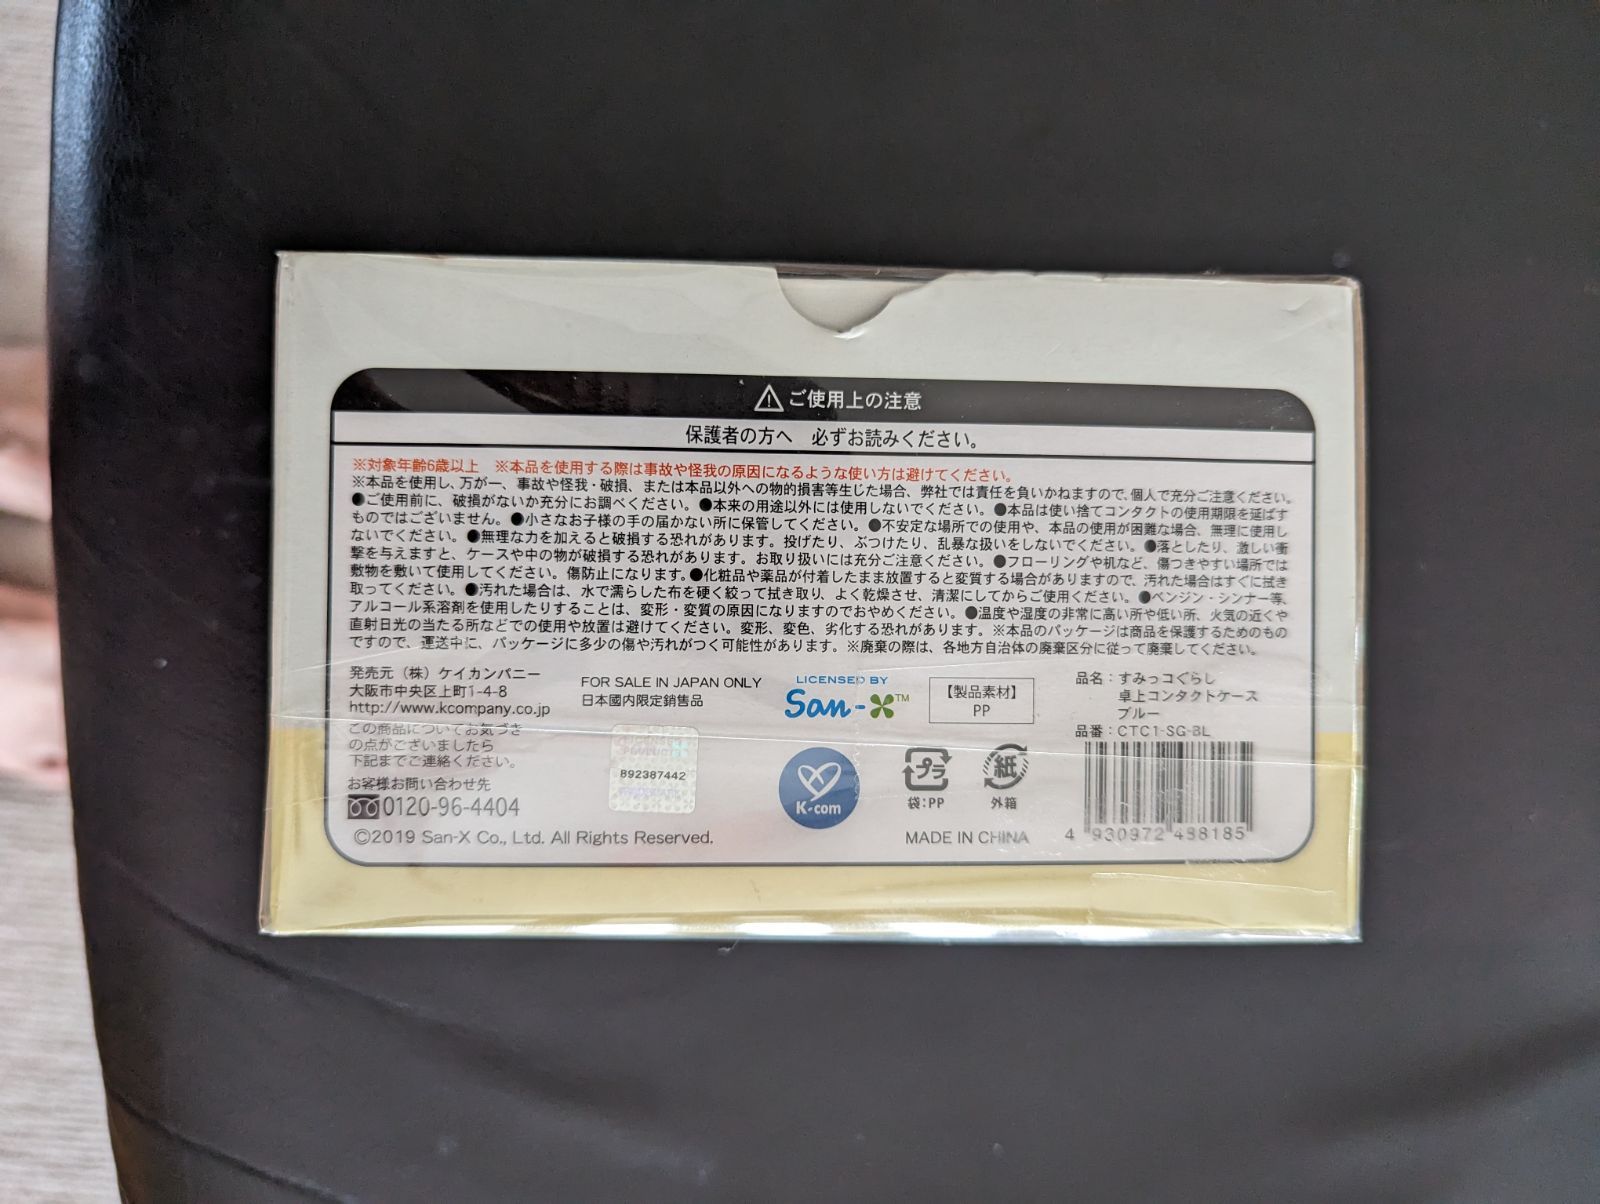 ご使用上の注意
保護者の方へ 必ずお読みください。
※対象年齢6歳以上 ※本品を使用する際は事故や怪我の原因になるような使い方は避けてください。
※本品を使用し、万が一、事故や怪我・破損、または本品以外への物的損害等生じた場合、弊社では責任を負いかねますので、個人で充分ご注意ください。
●ご使用前に、破損がないか充分にお調べください。●本来の用途以外には使用しないでください。●本品は使い捨てコンタクトの使用期限を延ばす
ものではございません。●小さなお子様の手の届かない所に保管してください。●不安定な場所での使用や、本品の使用が困難な場合、無理に使用し
ないでください。●無理な力を加えると破損する恐れがあります。投げたり、ぶつけたり、乱暴な扱いをしないでください。●落としたり、激しい衝
撃を与えますと、ケースや中の物が破損する恐れがあります。お取り扱いには充分ご注意ください。●フローリングや机など、傷つきやすい場所では
敷物を敷いて使用してください。傷防止になります。●化粧品や薬品が付着したまま放置すると変質する場合がありますので、汚れた場合はすぐに拭き
取ってください。●汚れた場合は、水で濡らした布を硬く絞って拭き取り、よく乾燥させ、清潔にしてからご使用ください。●ベンジン・シンナー等、
アルコール系溶剤を使用したりすることは、変形・変質の原因になりますのでおやめください。●温度や湿度の非常に高い所や低い所、火気の近くや
直射日光の当たる所などでの使用や放置は避けてください。変形、変色、劣化する恐れがあります。※本品のパッケージは商品を保護するためのもの
ですので、運送中に、パッケージに多少の傷や汚れがつく可能性があります。※廃棄の際は、各地方自治体の廃棄区分に従って廃棄してください。
発売元（株）ケイカンパニー
大阪市中央区上町1-4-8
http://www.kcompany.co.jp
この商品についてお気づき
の点がございましたら
下記までご連絡ください。
お客様お問い合わせ先
0120-96-4404
©2019 San-X Co., Ltd. All Rights Reserved.
FOR SALE IN JAPAN ONLY
日本國内限定銷售品
892387442
LICENSED BY
San-X™
K-com
【製品素材】
PP
プラ
袋:PP
紙
外箱
MADE IN CHINA
品名：すみっコぐらし
卓上コンタクトケース
ブルー
品番：CTC1-SG-BL
4 930972 488185